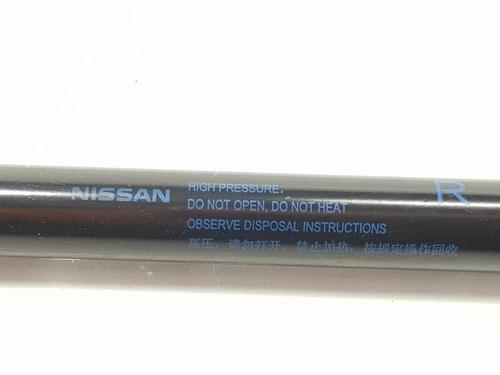 NISSAN
HIGH PRESSURE.
DO NOT OPEN, DO NOT HEAT
OBSERVE DISPOSAL INSTRUCTIONS
高压，请勿打开，禁止加热，按规定操作回收
R